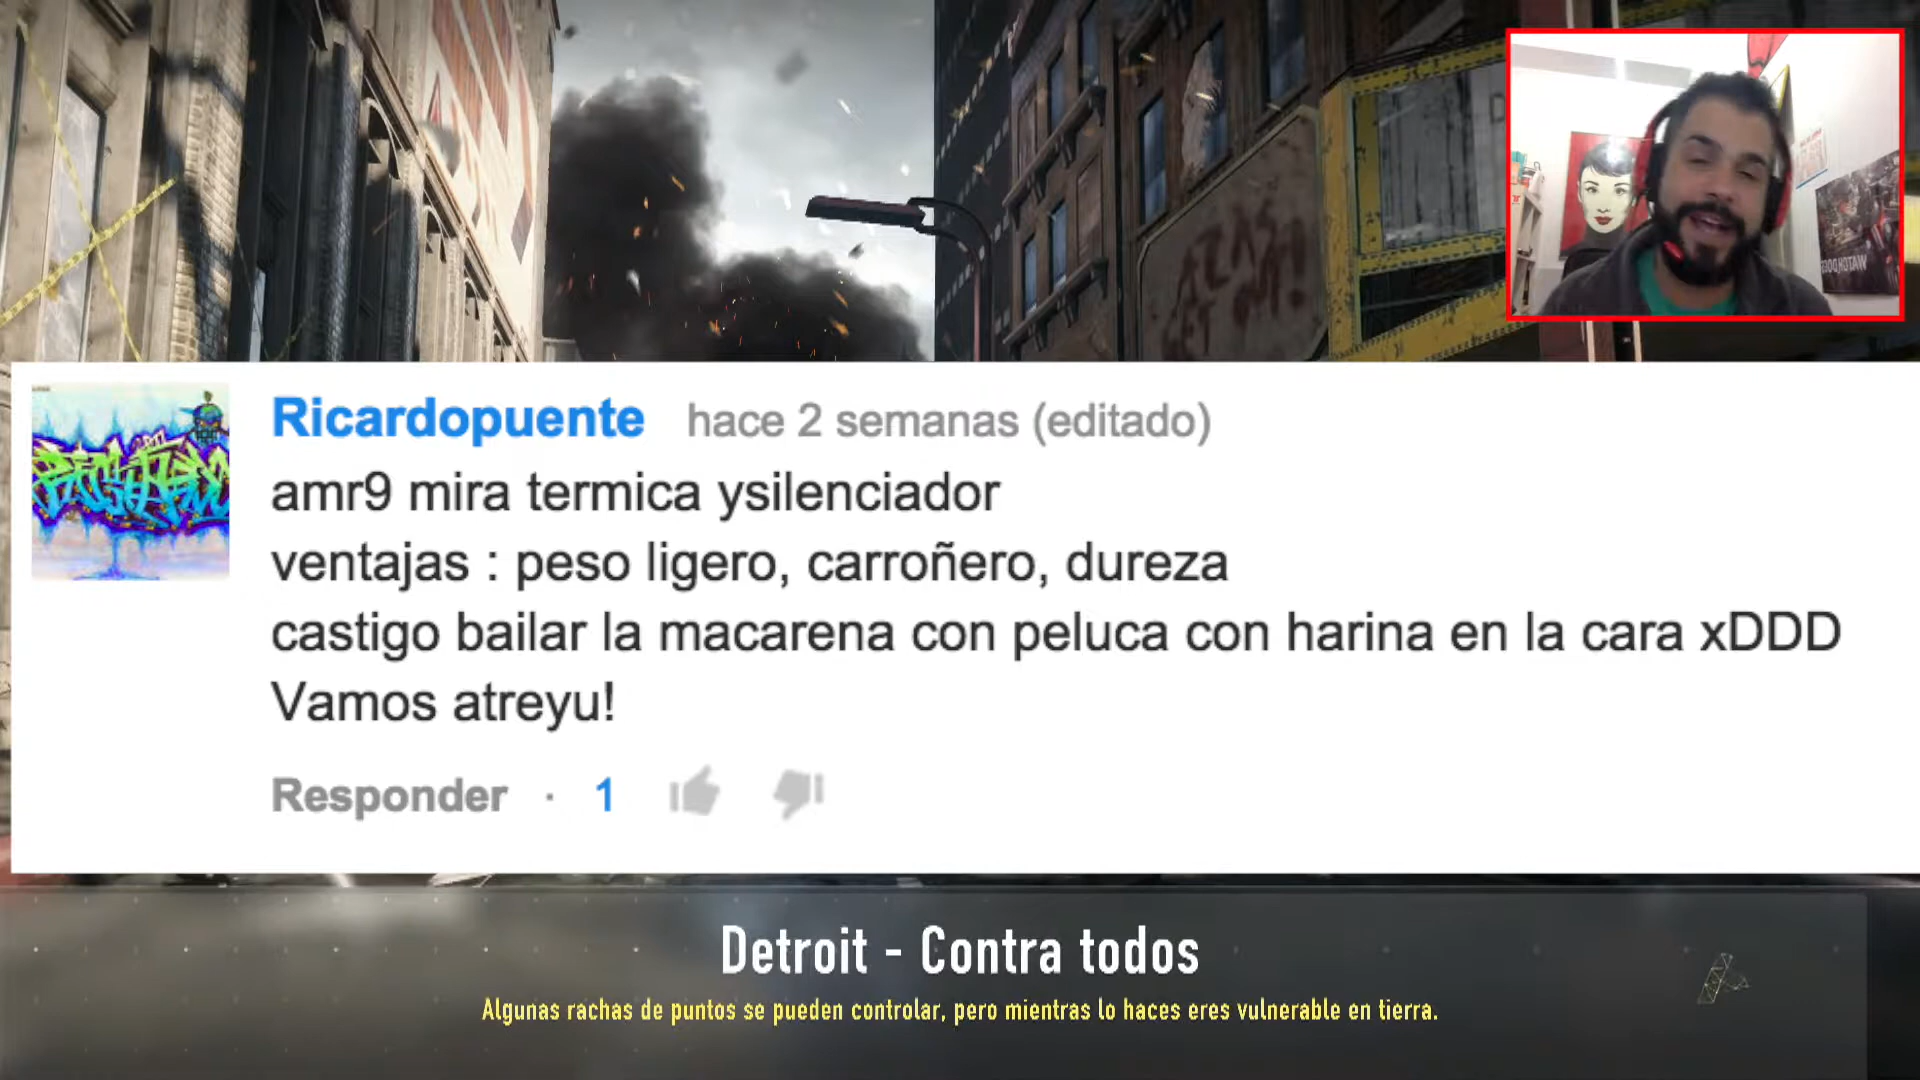 Ricardopuente hace 2 semanas (editado)
amr9 mira termica ysilenciador
ventajas : peso ligero, carroñero, dureza
castigo bailar la macarena con peluca con harina en la cara xDDD
Vamos atreyu!
Responder · 1
Detroit - Contra todos
Algunas rachas de puntos se pueden controlar, pero mientras lo haces eres vulnerable en tierra.